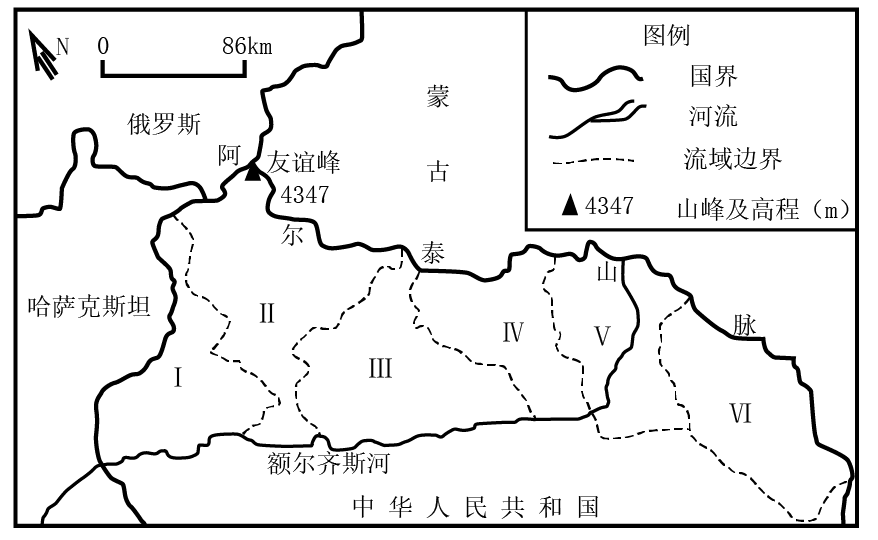 N
0 86km
图例
国界
河流
流域边界
4347 山峰及高程（m）
俄罗斯
蒙古
阿尔泰山脉
友谊峰
4347
哈萨克斯坦
Ⅰ
Ⅱ
Ⅲ
Ⅳ
Ⅴ
Ⅵ
额尔齐斯河
中华人民共和国